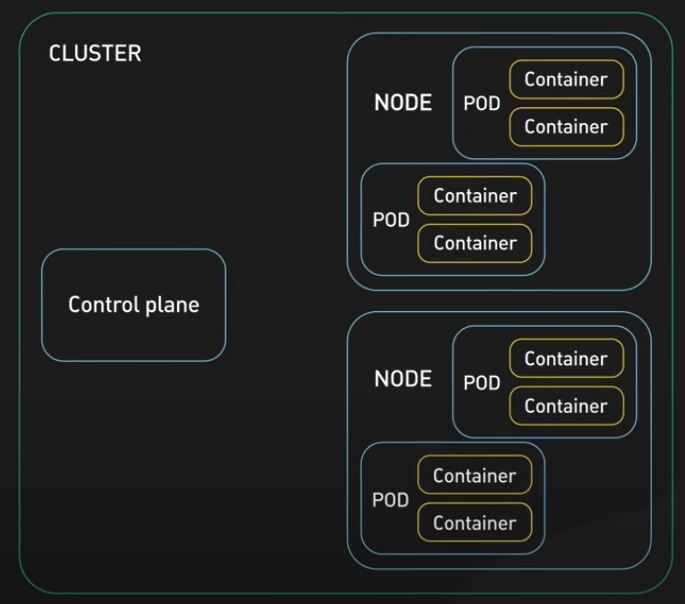 CLUSTER
NODE
POD
Container
Container
POD
Container
Container
Control plane
NODE
POD
Container
Container
POD
Container
Container